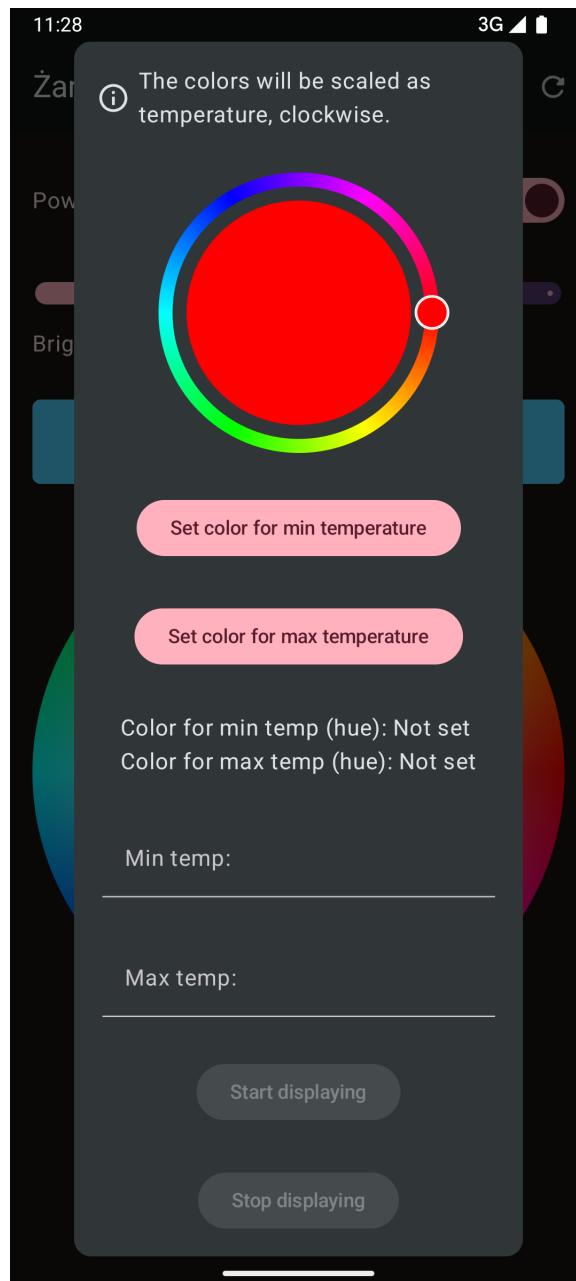 11:28
3G
The colors will be scaled as
temperature, clockwise.
Set color for min temperature
Set color for max temperature
Color for min temp (hue): Not set
Color for max temp (hue): Not set
Min temp:
Max temp:
Start displaying
Stop displaying